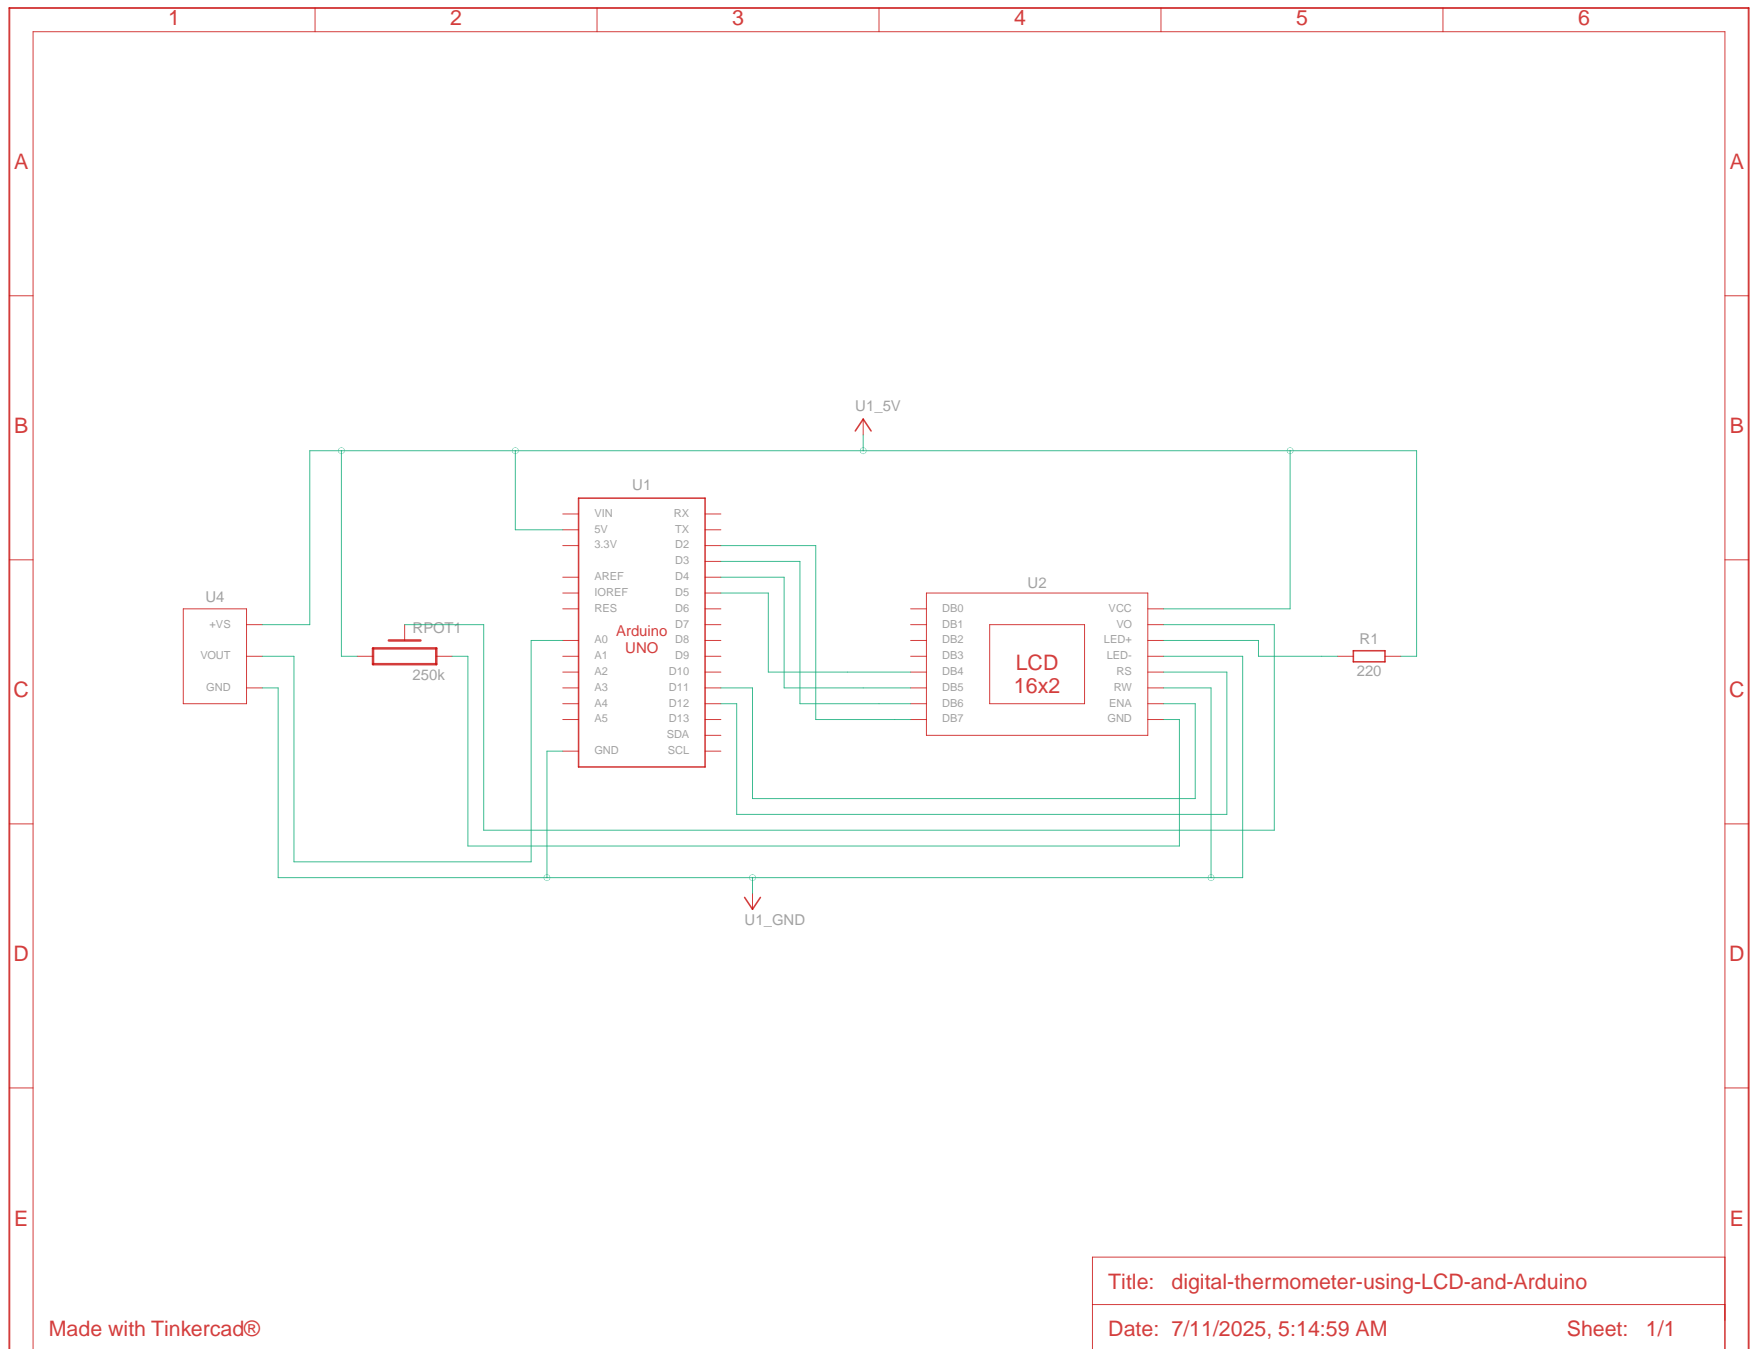 1 2 3 4 5 6
A A
B B
C C
D D
E E
U1_5V
U1
VIN RX
5V TX
3.3V D2
D3
AREF D4
IOREF D5
RES D6
D7
A0 D8
A1 D9
A2 D10
A3 D11
A4 D12
A5 D13
SDA
GND SCL
Arduino
UNO
U4
+VS
VOUT
GND
RPOT1
250k
U2
DB0 VCC
DB1 VO
DB2 LED+
DB3 LED-
DB4 RS
DB5 RW
DB6 ENA
DB7 GND
LCD
16x2
R1
220
U1_GND
Title: digital-thermometer-using-LCD-and-Arduino
Made with Tinkercad®
Date: 7/11/2025, 5:14:59 AM Sheet: 1/1